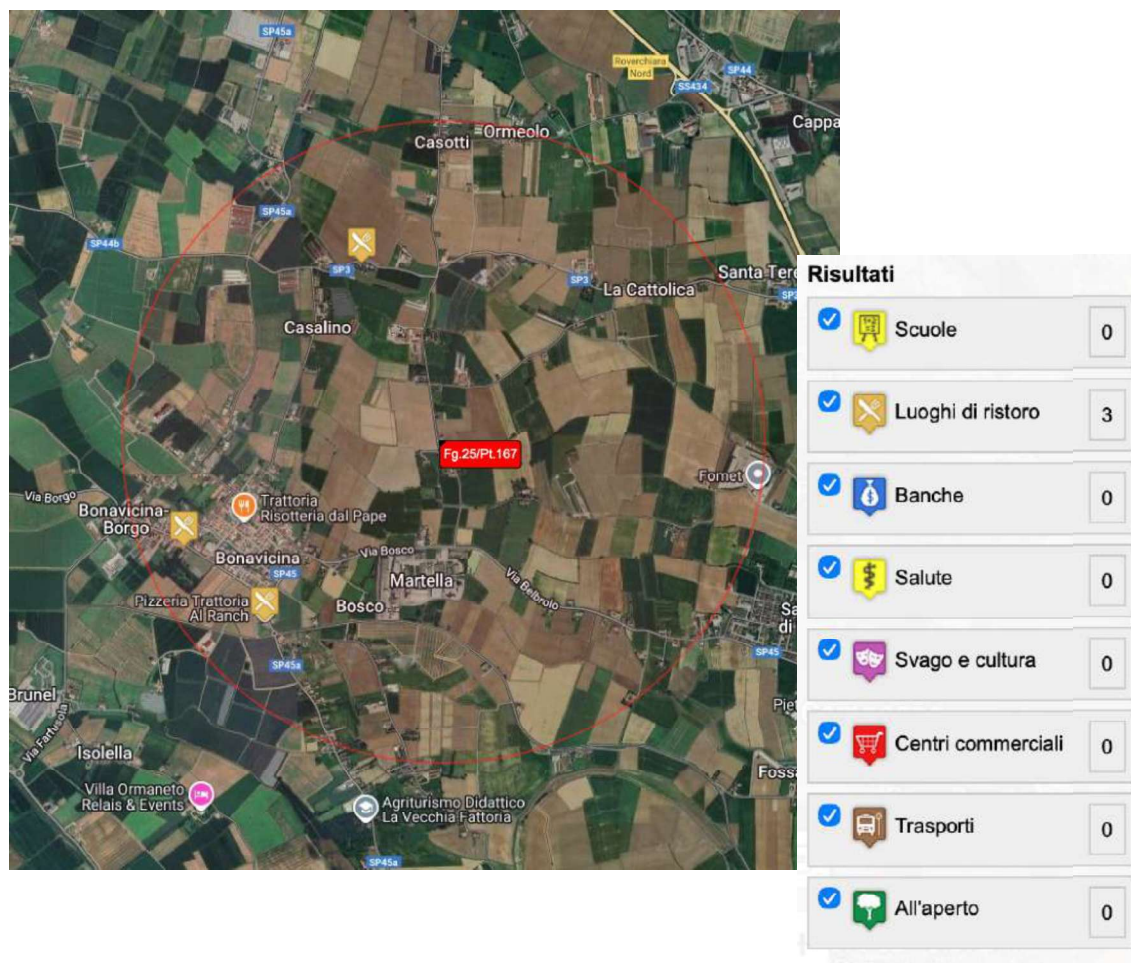 SP45a
Roverchiara
Nord
SP44
SS434
Cappa
Ormeolo
Casotti
SP45a
SP44b
SP3
SP3
Santa Tere
La Cattolica
Casalino
Fg.25/Pt.167
Fomet
Via Borgo
Bonavicina-
Borgo
Trattoria
Risotteria dal Pape
Bonavicina
SP45
Via Bosco
Martella
Via Belbrolo
Pizzeria Trattoria
Al Ranch
Bosco
Sa
di
SP45
SP45a
Brunel
Piet
Isolella
Fossa
Villa Ormaneto
Relais & Events
Agriturismo Didattico
La Vecchia Fattoria
SP45a
Risultati
Scuole 0
Luoghi di ristoro 3
Banche 0
Salute 0
Svago e cultura 0
Centri commerciali 0
Trasporti 0
All'aperto 0